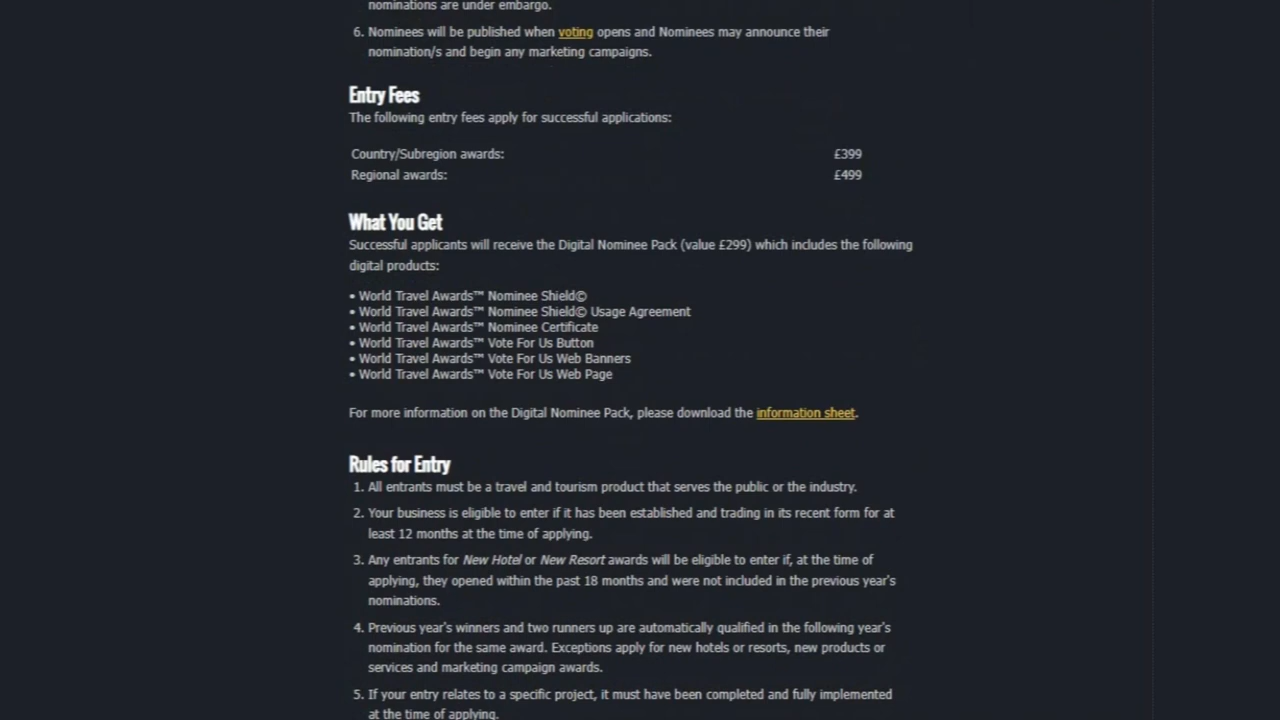 nominations are under embargo.
6. Nominees will be published when voting opens and Nominees may announce their
nomination/s and begin any marketing campaigns.
Entry Fees
The following entry fees apply for successful applications:
Country/Subregion awards: £399
Regional awards: £499
What You Get
Successful applicants will receive the Digital Nominee Pack (value £299) which includes the following
digital products:
• World Travel Awards™ Nominee Shield©
• World Travel Awards™ Nominee Shield© Usage Agreement
• World Travel Awards™ Nominee Certificate
• World Travel Awards™ Vote For Us Button
• World Travel Awards™ Vote For Us Web Banners
• World Travel Awards™ Vote For Us Web Page
For more information on the Digital Nominee Pack, please download the information sheet.
Rules for Entry
1. All entrants must be a travel and tourism product that serves the public or the industry.
2. Your business is eligible to enter if it has been established and trading in its recent form for at
least 12 months at the time of applying.
3. Any entrants for New Hotel or New Resort awards will be eligible to enter if, at the time of
applying, they opened within the past 18 months and were not included in the previous year's
nominations.
4. Previous year's winners and two runners up are automatically qualified in the following year's
nomination for the same award. Exceptions apply for new hotels or resorts, new products or
services and marketing campaign awards.
5. If your entry relates to a specific project, it must have been completed and fully implemented
at the time of applying.